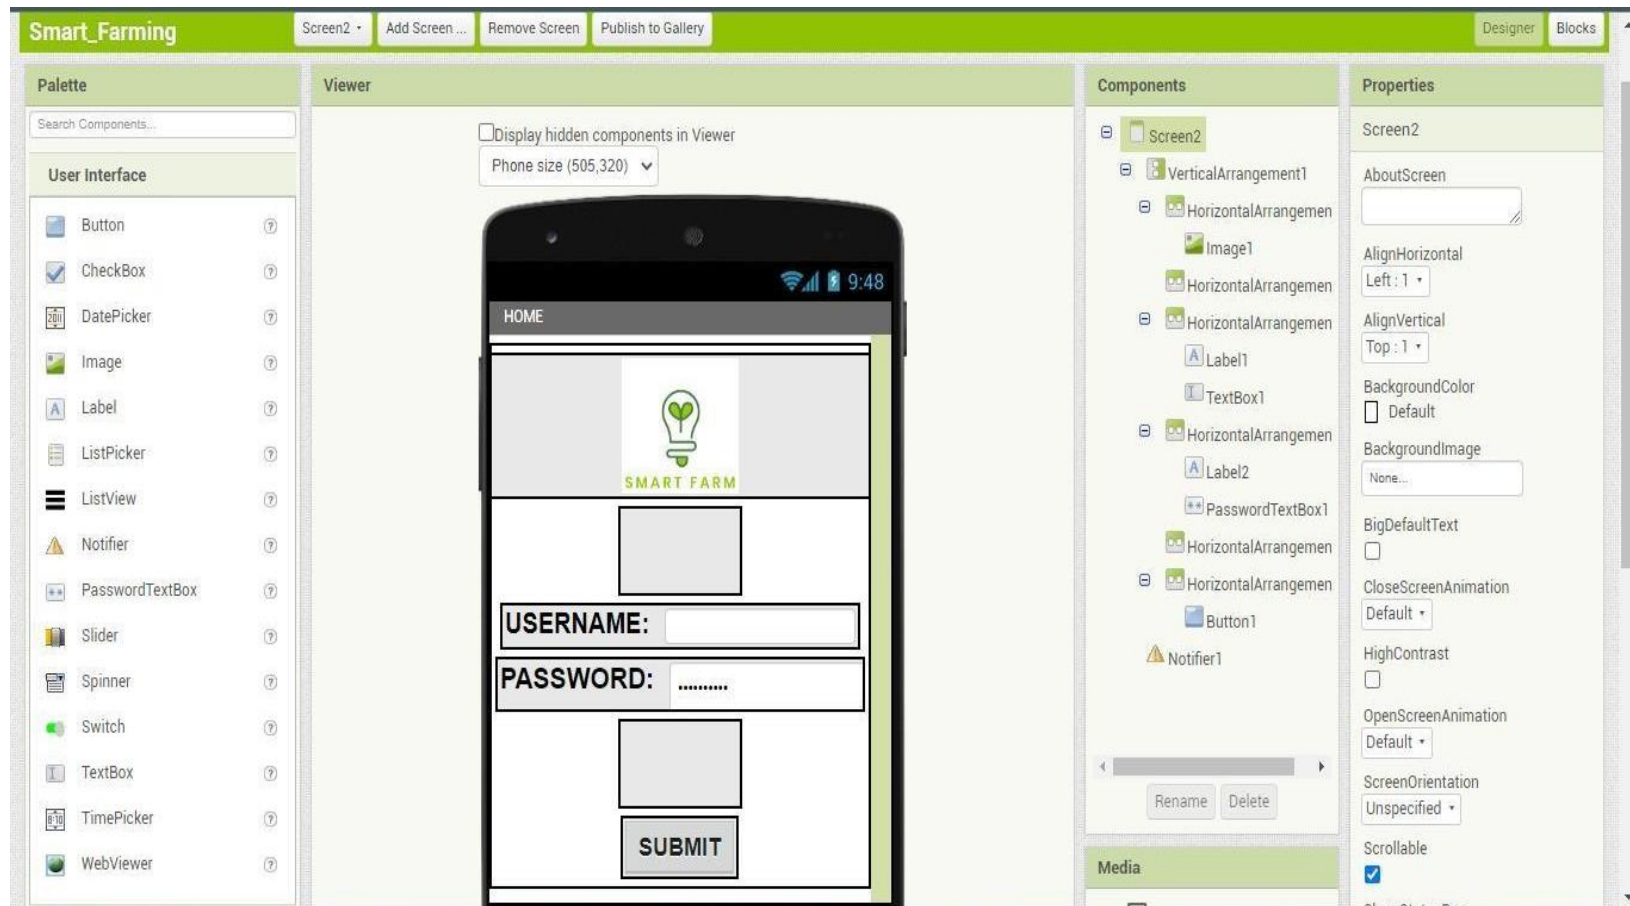 Smart_Farming
Screen2
Add Screen ...
Remove Screen
Publish to Gallery
Designer
Blocks
Palette
Search Components...
User Interface
Button
CheckBox
DatePicker
Image
Label
ListPicker
ListView
Notifier
PasswordTextBox
Slider
Spinner
Switch
TextBox
TimePicker
WebViewer
Viewer
Display hidden components in Viewer
Phone size (505,320)
9:48
HOME
SMART FARM
USERNAME:
PASSWORD:
SUBMIT
Components
Screen2
VerticalArrangement1
HorizontalArrangemen
Image1
HorizontalArrangemen
HorizontalArrangemen
Label1
TextBox1
HorizontalArrangemen
Label2
PasswordTextBox1
HorizontalArrangemen
HorizontalArrangemen
Button1
Notifier1
Rename
Delete
Media
Properties
Screen2
AboutScreen
AlignHorizontal
Left : 1
AlignVertical
Top : 1
BackgroundColor
Default
BackgroundImage
None...
BigDefaultText
CloseScreenAnimation
Default
HighContrast
OpenScreenAnimation
Default
ScreenOrientation
Unspecified
Scrollable